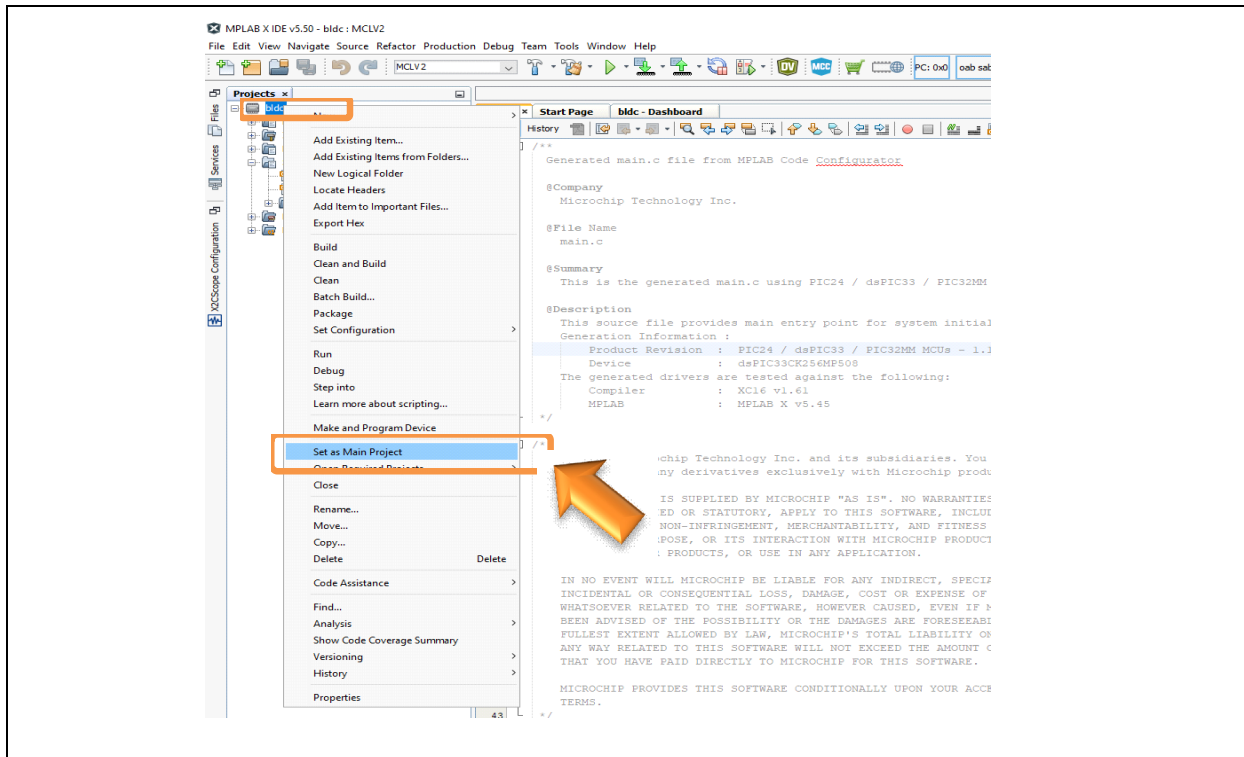 MPLAB X IDE v5.50 - bldc : MCLV2
File Edit View Navigate Source Refactor Production Debug Team Tools Window Help
MCLV2
DV
MCC
PC: 0x0
Projects
Files
Services
X2CScope Configuration
bldc
Add Existing Item...
Add Existing Items from Folders...
New Logical Folder
Locate Headers
Add Item to Important Files...
Export Hex
Build
Clean and Build
Clean
Batch Build...
Package
Set Configuration
Run
Debug
Step into
Learn more about scripting...
Make and Program Device
Set as Main Project
Open Required Projects
Close
Rename...
Move...
Copy...
Delete Delete
Code Assistance
Find...
Analysis
Show Code Coverage Summary
Versioning
History
Properties
Start Page bldc - Dashboard
History
/**
Generated main.c file from MPLAB Code Configurator
@Company
Microchip Technology Inc.
@File Name
main.c
@Summary
This is the generated main.c using PIC24 / dsPIC33 / PIC32MM
@Description
This source file provides main entry point for system initial
Generation Information :
Product Revision : PIC24 / dsPIC33 / PIC32MM MCUs - 1.1
Device : dsPIC33CK256MP508
The generated drivers are tested against the following:
Compiler : XC16 v1.61
MPLAB : MPLAB X v5.45
*/
/*
ochip Technology Inc. and its subsidiaries. You
ny derivatives exclusively with Microchip produ
IS SUPPLIED BY MICROCHIP "AS IS". NO WARRANTIES
ED OR STATUTORY, APPLY TO THIS SOFTWARE, INCLUD
NON-INFRINGEMENT, MERCHANTABILITY, AND FITNESS
POSE, OR ITS INTERACTION WITH MICROCHIP PRODUCT
PRODUCTS, OR USE IN ANY APPLICATION.
IN NO EVENT WILL MICROCHIP BE LIABLE FOR ANY INDIRECT, SPECIA
INCIDENTAL OR CONSEQUENTIAL LOSS, DAMAGE, COST OR EXPENSE OF
WHATSOEVER RELATED TO THE SOFTWARE, HOWEVER CAUSED, EVEN IF M
BEEN ADVISED OF THE POSSIBILITY OR THE DAMAGES ARE FORESEEABL
FULLEST EXTENT ALLOWED BY LAW, MICROCHIP'S TOTAL LIABILITY ON
ANY WAY RELATED TO THIS SOFTWARE WILL NOT EXCEED THE AMOUNT O
THAT YOU HAVE PAID DIRECTLY TO MICROCHIP FOR THIS SOFTWARE.
MICROCHIP PROVIDES THIS SOFTWARE CONDITIONALLY UPON YOUR ACCE
TERMS.
43 */